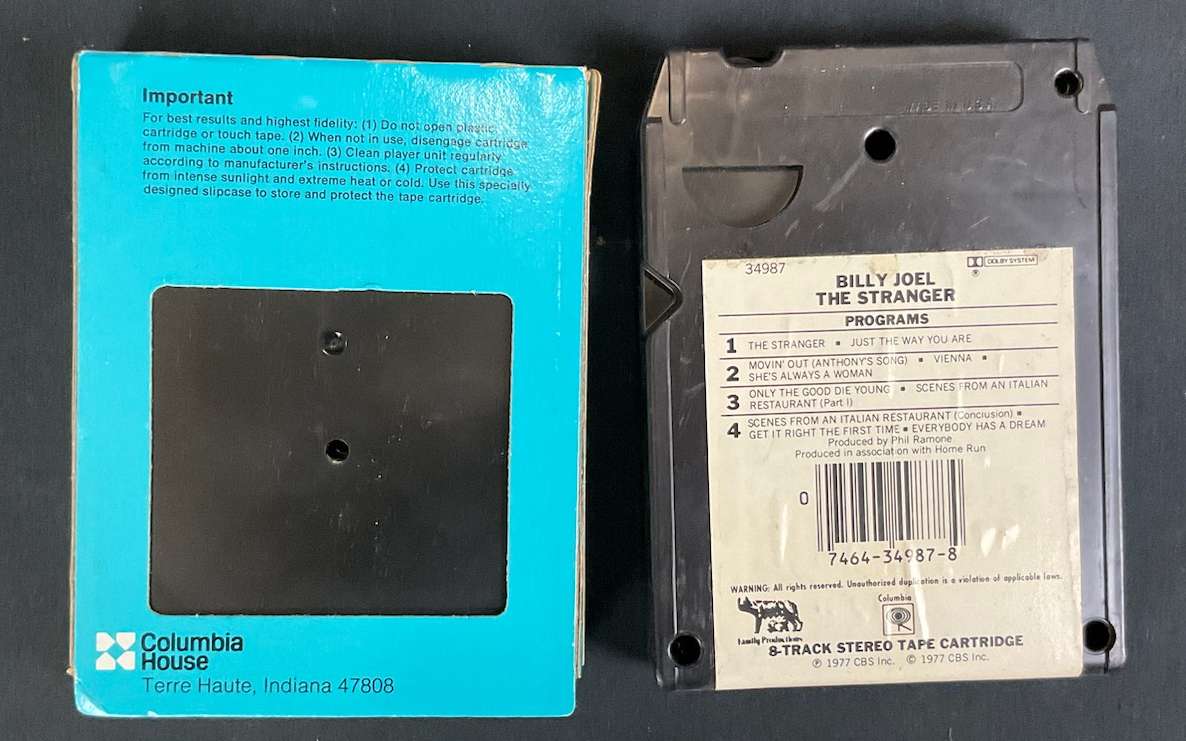 Important
For best results and highest fidelity: (1) Do not open plastic
cartridge or touch tape. (2) When not in use, disengage cartridge
from machine about one inch. (3) Clean player unit regularly
according to manufacturer's instructions. (4) Protect cartridge
from intense sunlight and extreme heat or cold. Use this specially
designed slipcase to store and protect the tape cartridge.
Columbia
House
Terre Haute, Indiana 47808
MADE IN U.S.A.
34987
DOLBY SYSTEM
®
BILLY JOEL
THE STRANGER
PROGRAMS
1 THE STRANGER ▪ JUST THE WAY YOU ARE
2 MOVIN' OUT (ANTHONY'S SONG) ▪ VIENNA ▪
SHE'S ALWAYS A WOMAN
3 ONLY THE GOOD DIE YOUNG ▪ SCENES FROM AN ITALIAN
RESTAURANT (Part I)
4 SCENES FROM AN ITALIAN RESTAURANT (Conclusion) ▪
GET IT RIGHT THE FIRST TIME ▪ EVERYBODY HAS A DREAM
Produced by Phil Ramone
Produced in association with Home Run
0
7464-34987-8
WARNING: All rights reserved. Unauthorized duplication is a violation of applicable laws.
Columbia
Family Productions
8-TRACK STEREO TAPE CARTRIDGE
℗ 1977 CBS Inc. © 1977 CBS Inc.